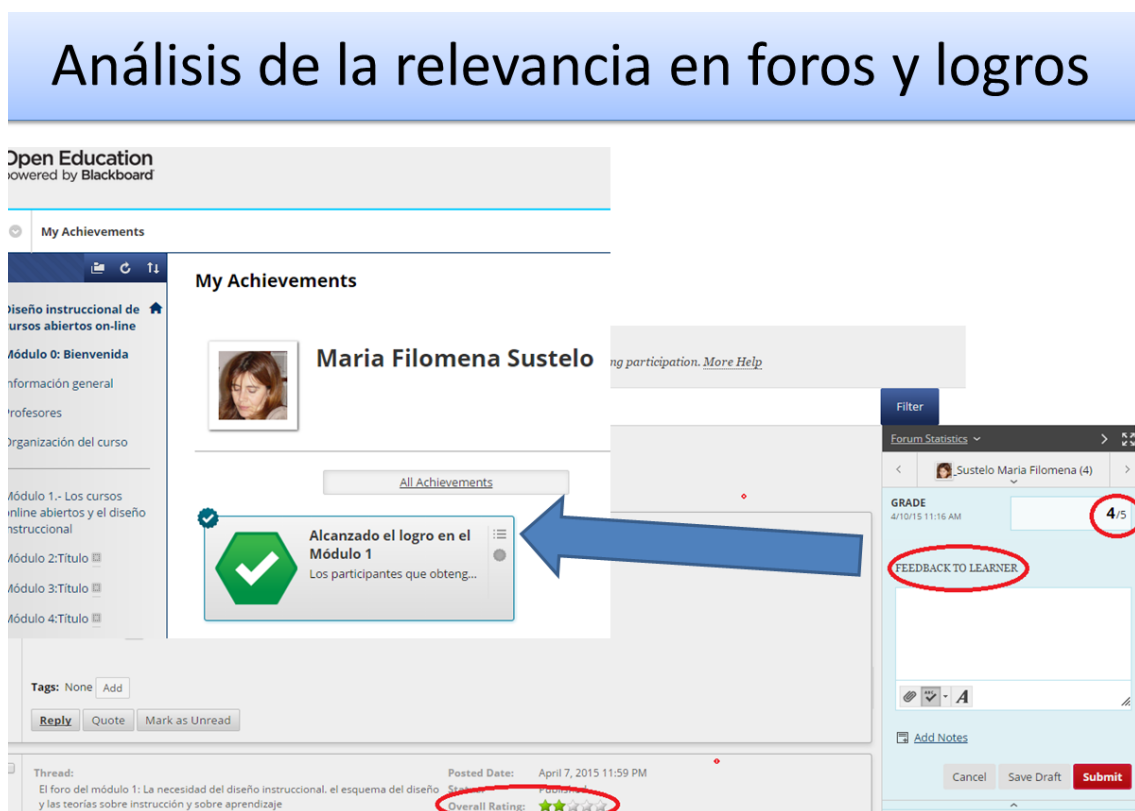 Análisis de la relevancia en foros y logros
Open Education
powered by Blackboard
My Achievements
Diseño instruccional de
cursos abiertos on-line
Módulo 0: Bienvenida
Información general
Profesores
Organización del curso
Módulo 1.- Los cursos
online abiertos y el diseño
instruccional
Módulo 2:Título
Módulo 3:Título
Módulo 4:Título
My Achievements
Maria Filomena Sustelo
All Achievements
Alcanzado el logro en el
Módulo 1
Los participantes que obteng...
participation. More Help
Filter
Forum Statistics
Sustelo Maria Filomena (4)
GRADE
4/10/15 11:16 AM
4/5
FEEDBACK TO LEARNER
Add Notes
Cancel Save Draft Submit
Tags: None Add
Reply Quote Mark as Unread
Thread:
El foro del módulo 1: La necesidad del diseño instruccional. el esquema del diseño
y las teorías sobre instrucción y sobre aprendizaje
Posted Date: April 7, 2015 11:59 PM
Status: Published
Overall Rating: